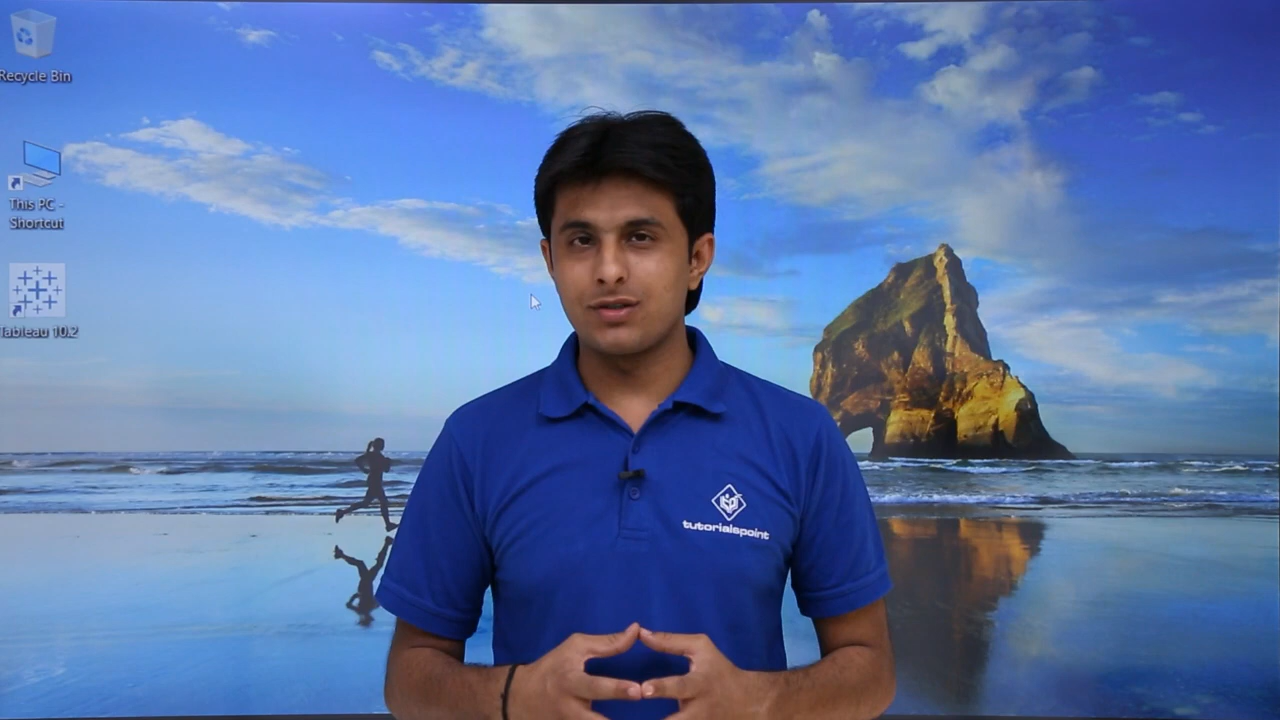 Recycle Bin
This PC -
Shortcut
Tableau 10.2
tutorialspoint